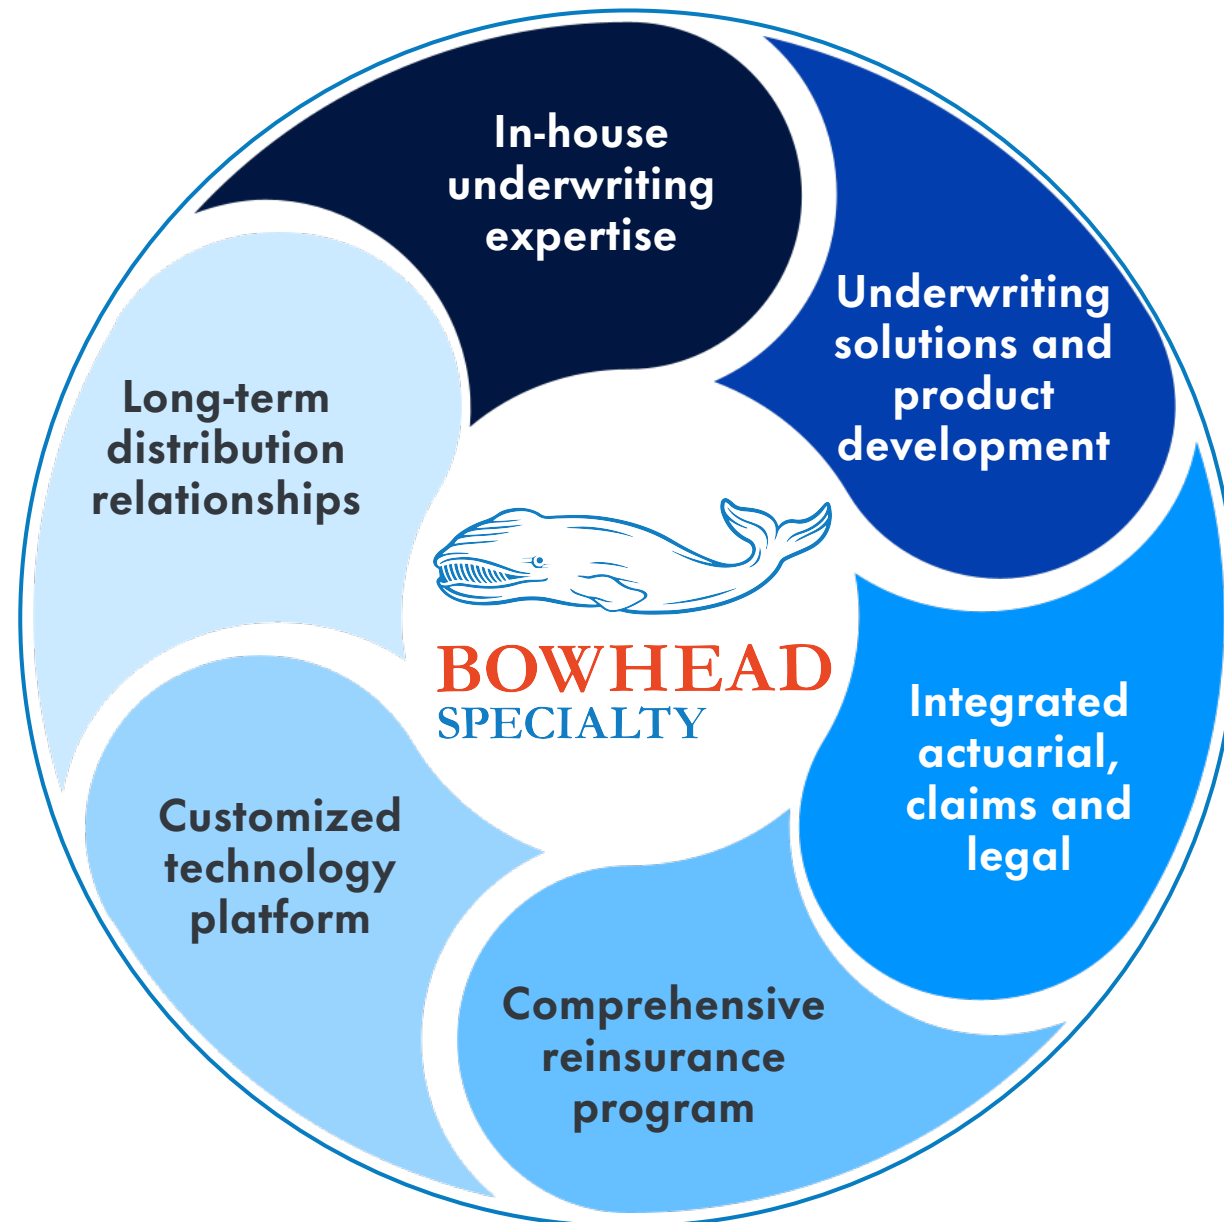 In-house
underwriting
expertise
Underwriting
solutions and
product
development
Integrated
actuarial,
claims and
legal
Comprehensive
reinsurance
program
Customized
technology
platform
Long-term
distribution
relationships
BOWHEAD
SPECIALTY